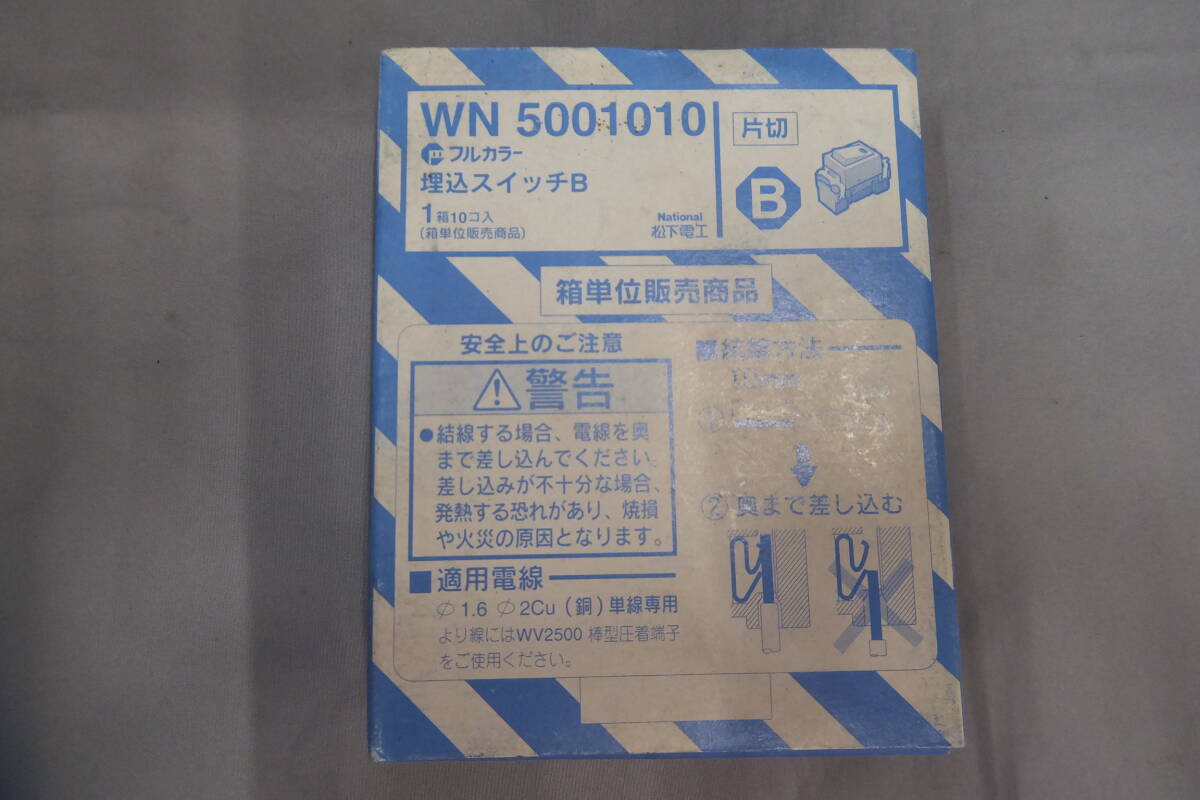 WN 5001010
フルカラー
埋込スイッチB
1箱10コ入
(箱単位販売商品)
National
松下電工
片切
B
箱単位販売商品
安全上のご注意
警告
●結線する場合、電線を奥
まで差し込んでください。
差し込みが不十分な場合、
発熱する恐れがあり、焼損
や火災の原因となります。
■適用電線
φ1.6 φ2Cu(銅)単線専用
より線にはWV2500 棒型圧着端子
をご使用ください。
結線方法
①
② 奥まで差し込む